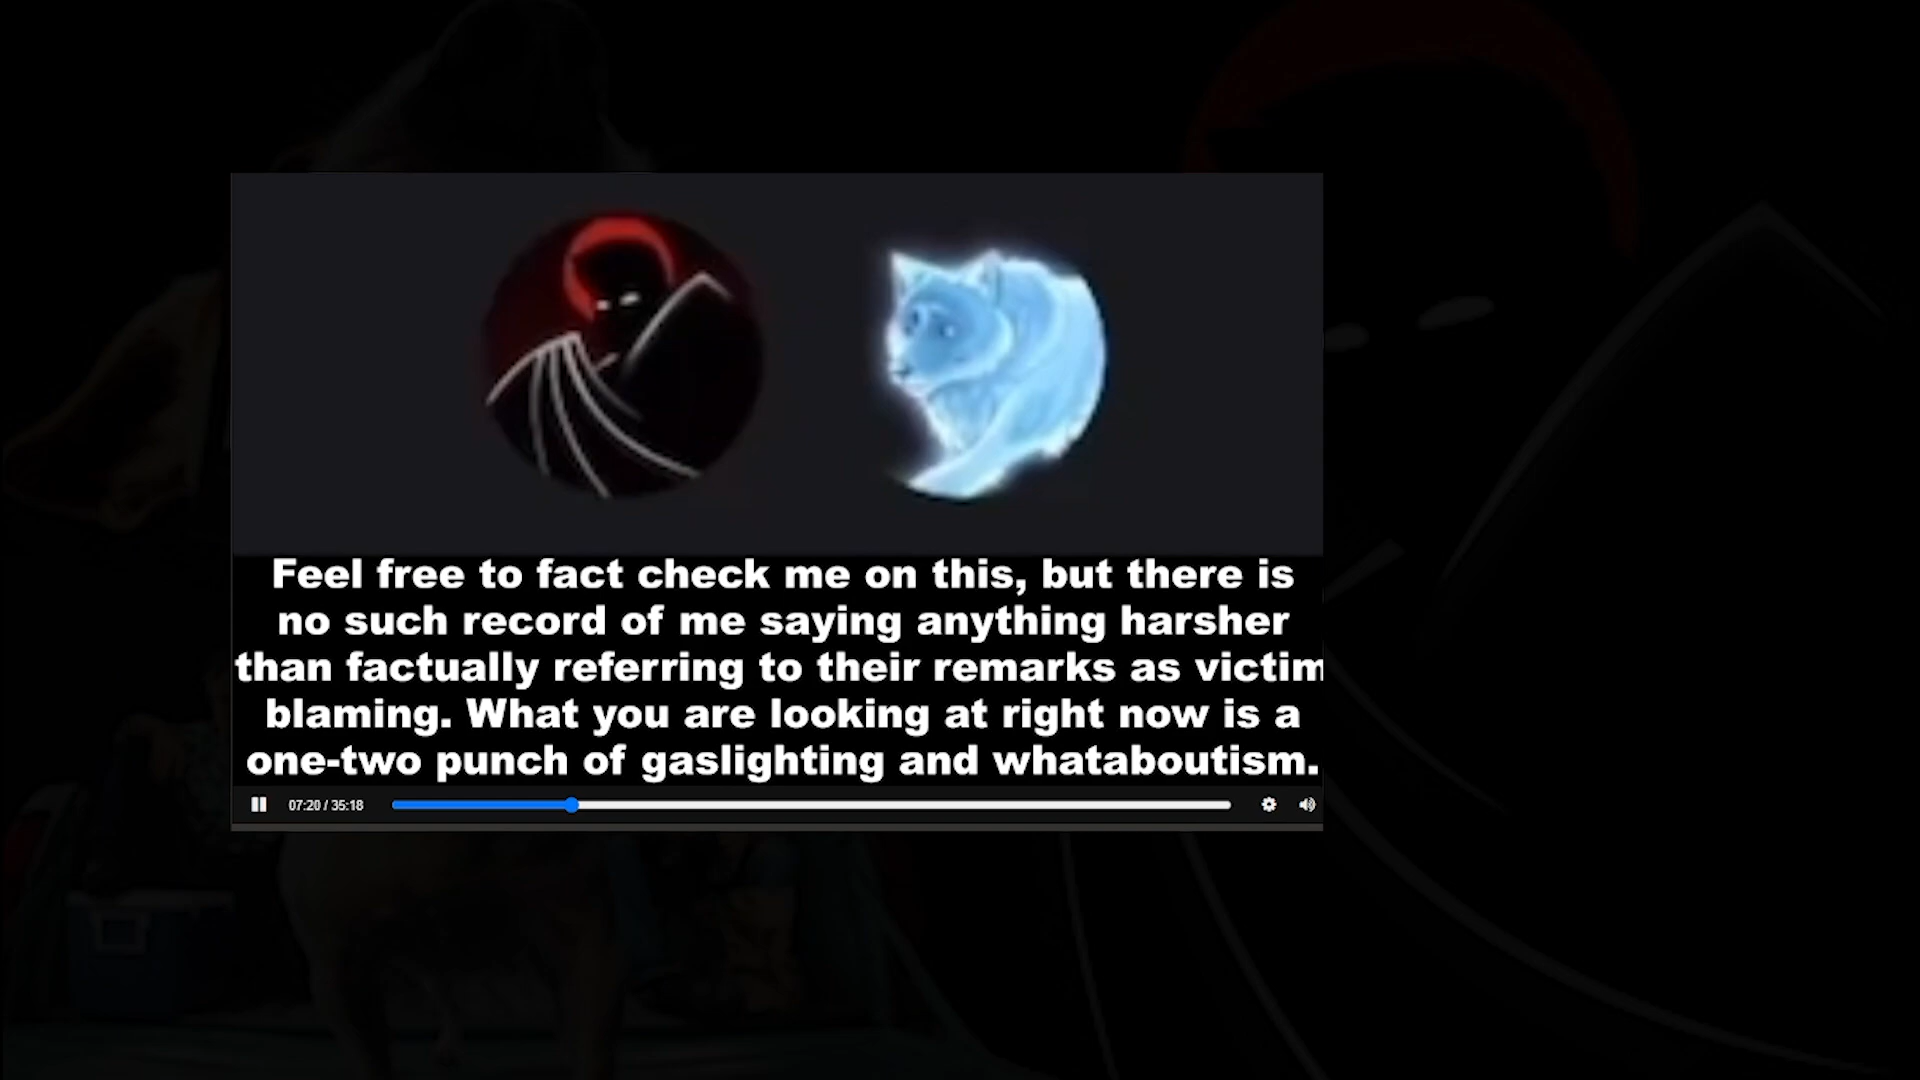 Feel free to fact check me on this, but there is
no such record of me saying anything harsher
than factually referring to their remarks as victim
blaming. What you are looking at right now is a
one-two punch of gaslighting and whataboutism.
07:20 / 35:18